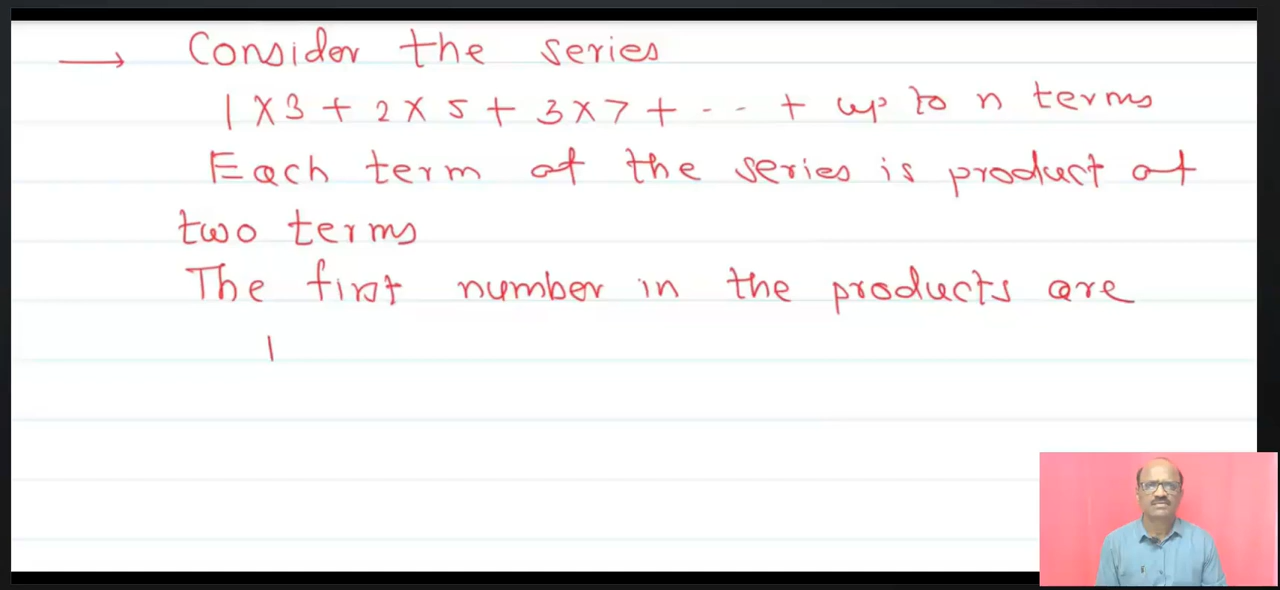 → Consider the series
1 × 3 + 2 × 5 + 3 × 7 + - - - + up to n terms
Each term of the series is product of
two terms
The first number in the products are
1